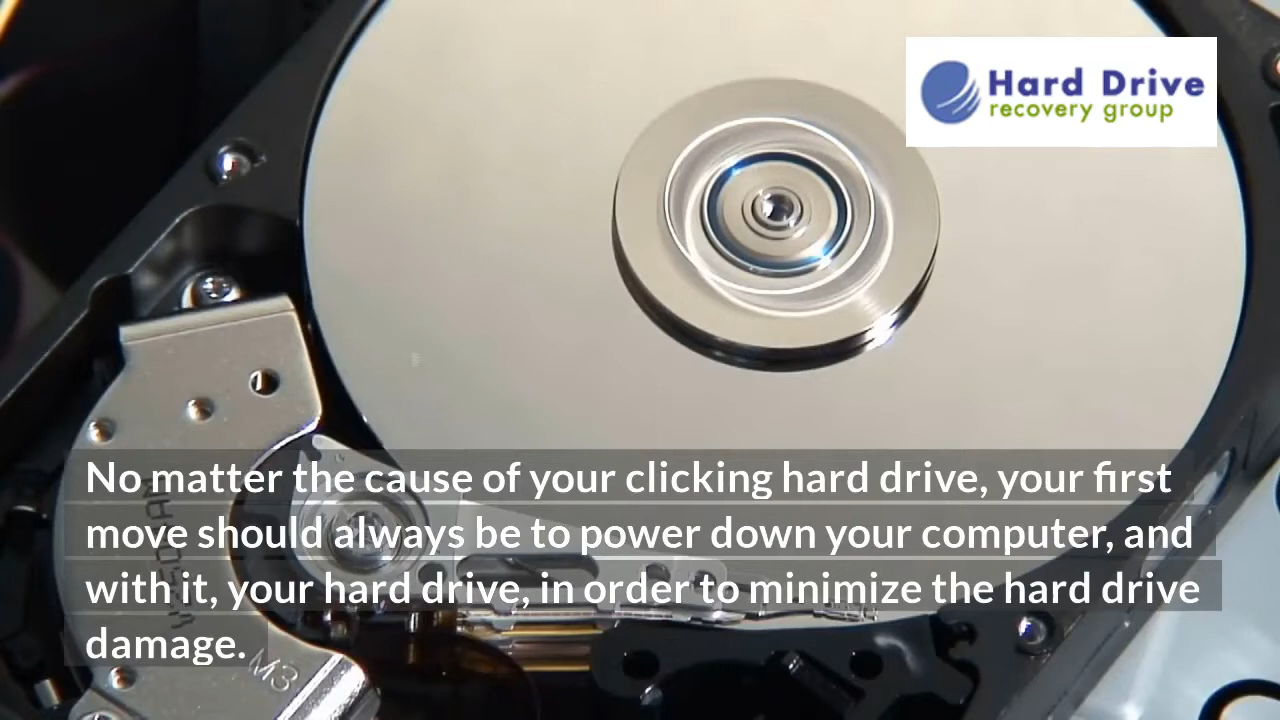 Hard Drive
recovery group
No matter the cause of your clicking hard drive, your first
move should always be to power down your computer, and
with it, your hard drive, in order to minimize the hard drive
damage.
M3